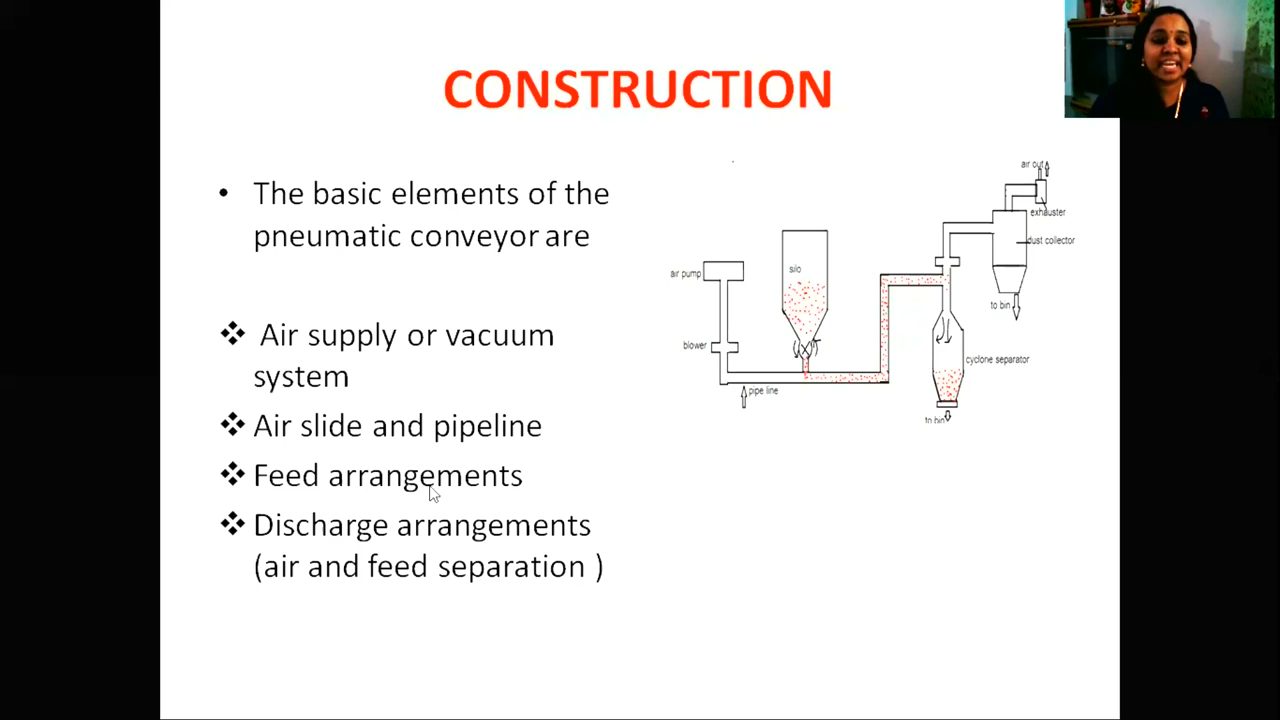 CONSTRUCTION
• The basic elements of the
pneumatic conveyor are
❖ Air supply or vacuum
system
❖ Air slide and pipeline
❖ Feed arrangements
❖ Discharge arrangements
(air and feed separation )
air out
exhauster
dust collector
silo
air pump
to bin
blower
cyclone separator
pipe line
to bin